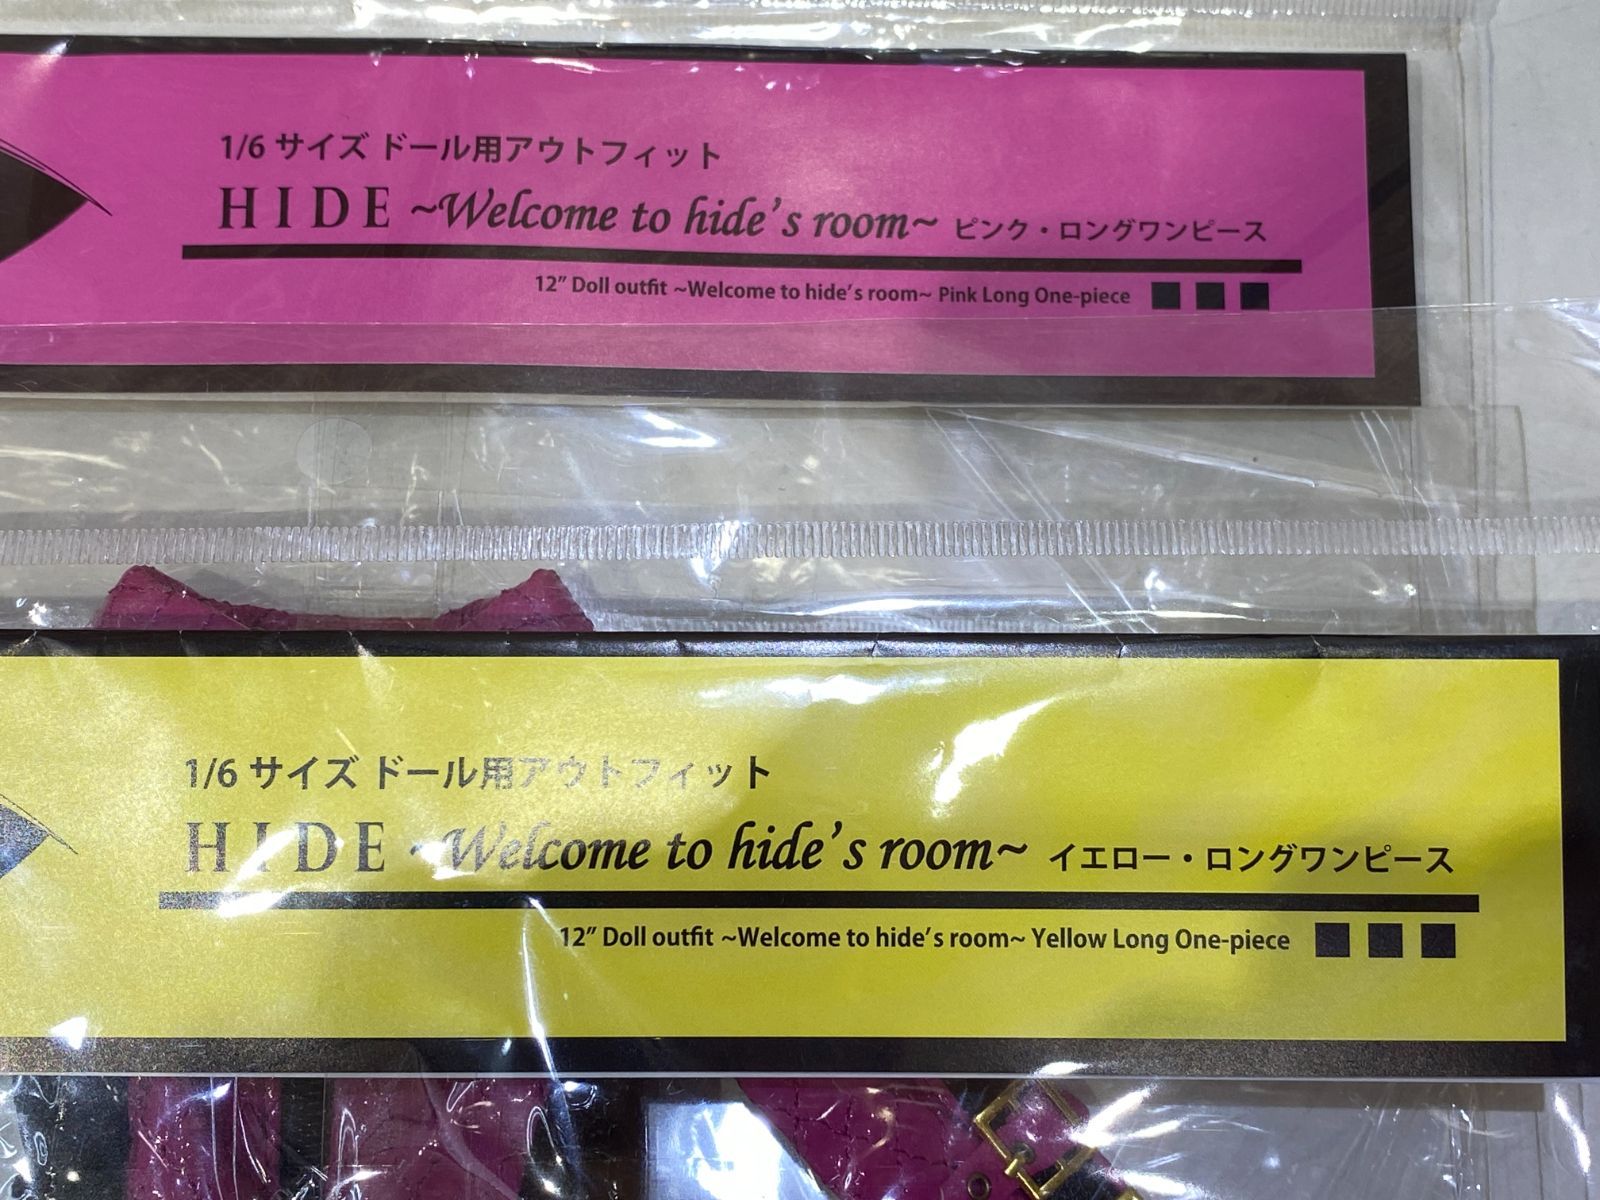 1/6 サイズ ドール用アウトフィット
HIDE ~Welcome to hide's room~ ピンク・ロングワンピース
12" Doll outfit ~Welcome to hide's room~ Pink Long One-piece
1/6 サイズ ドール用アウトフィット
HIDE ~Welcome to hide's room~ イエロー・ロングワンピース
12" Doll outfit ~Welcome to hide's room~ Yellow Long One-piece